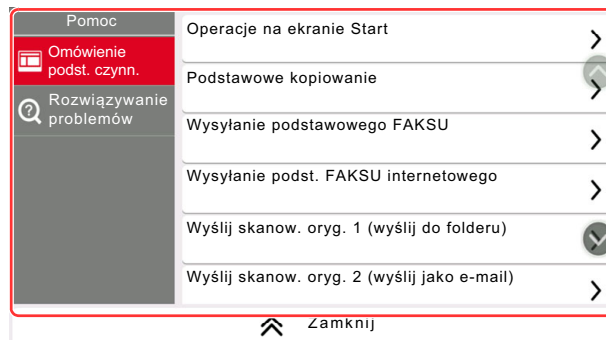 Pomoc
Omówienie
podst. czynn.
Rozwiązywanie
problemów
Operacje na ekranie Start
Podstawowe kopiowanie
Wysyłanie podstawowego FAKSU
Wysyłanie podst. FAKSU internetowego
Wyślij skanow. oryg. 1 (wyślij do folderu)
Wyślij skanow. oryg. 2 (wyślij jako e-mail)
Zamknij